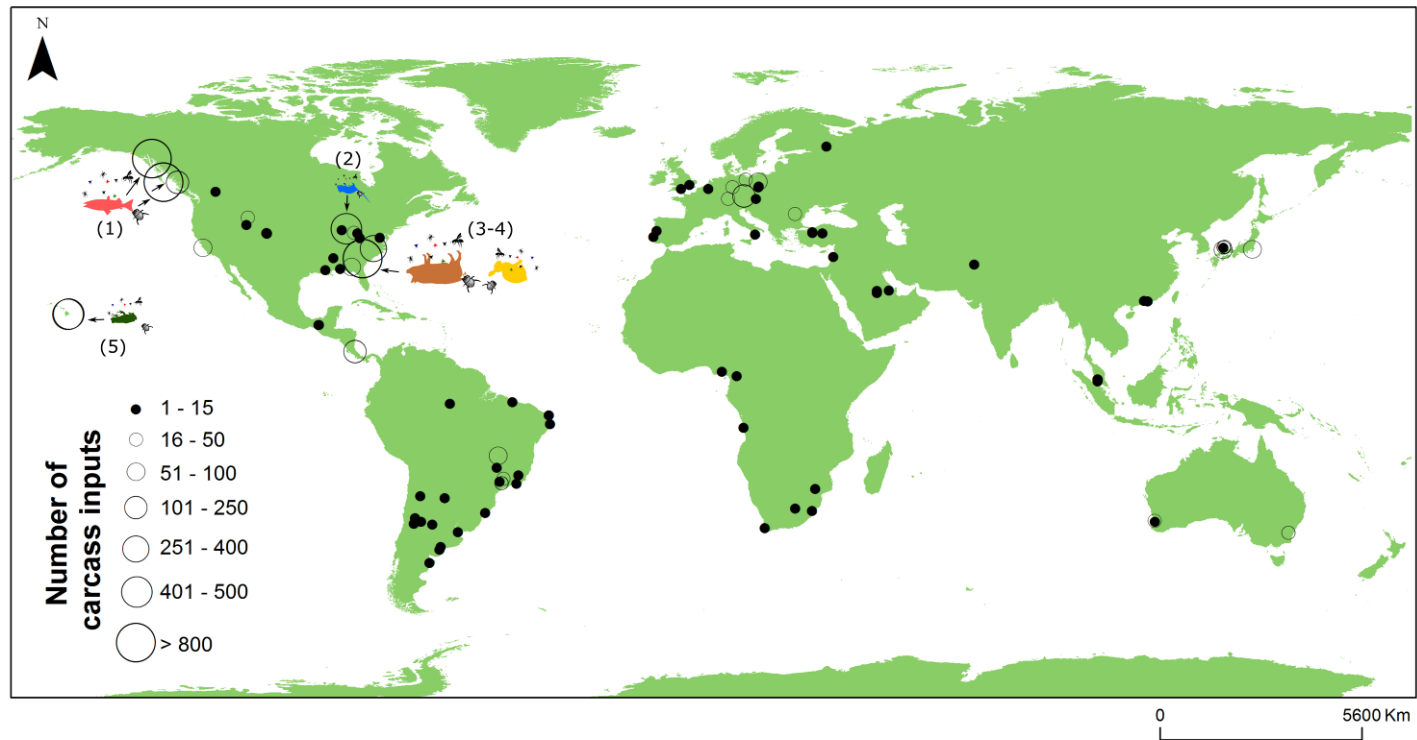 N
(1)
(2)
(3-4)
(5)
Number of
carcass inputs
1 - 15
16 - 50
51 - 100
101 - 250
251 - 400
401 - 500
> 800
0 5600 Km